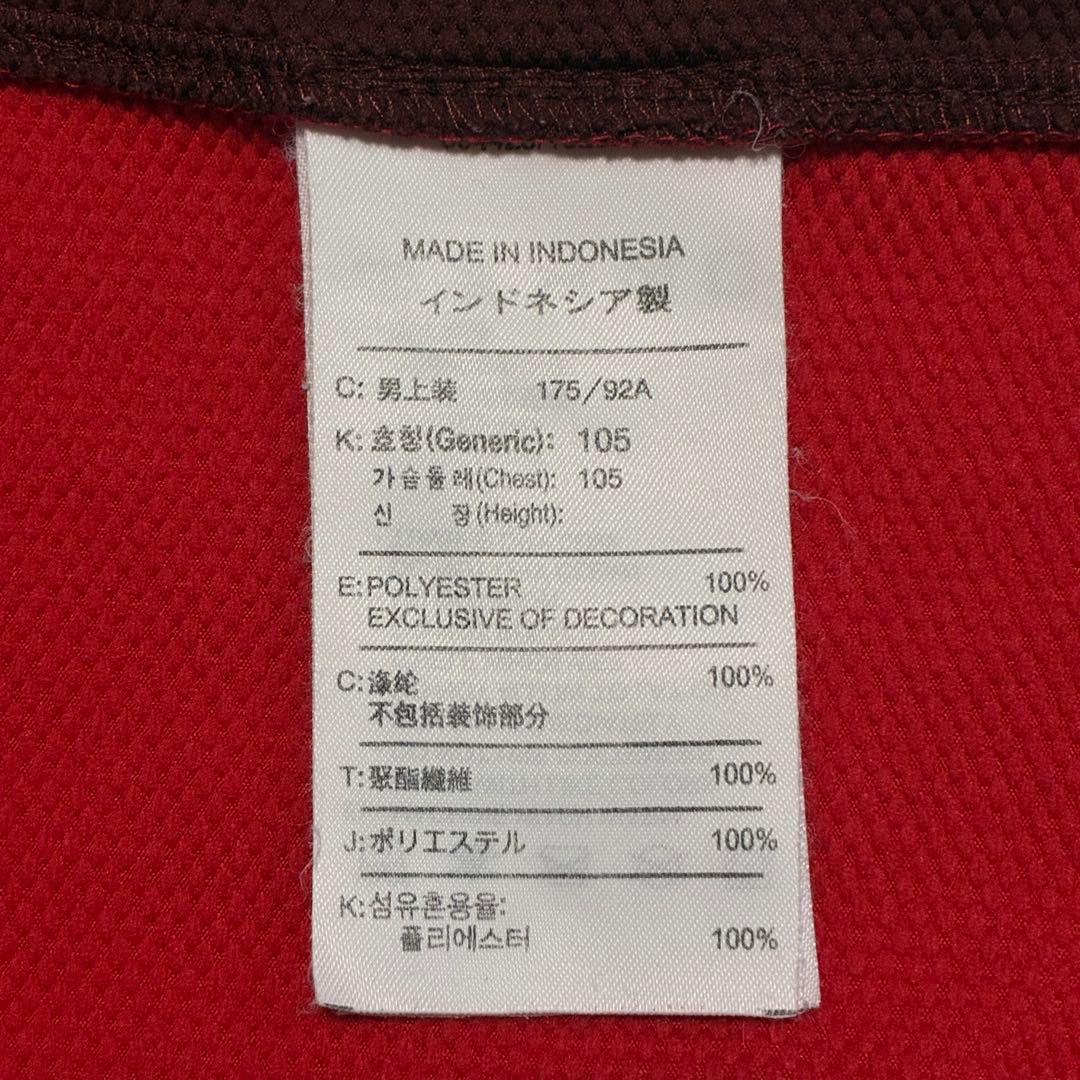 MADE IN INDONESIA
インドネシア製
C: 男上装 175/92A
K: 호칭(Generic): 105
가슴둘레(Chest): 105
신 장(Height):
E: POLYESTER 100%
EXCLUSIVE OF DECORATION
C: 涤纶 100%
不包括装饰部分
T: 聚酯纖維 100%
J: ポリエステル 100%
K: 섬유혼용율:
폴리에스터 100%